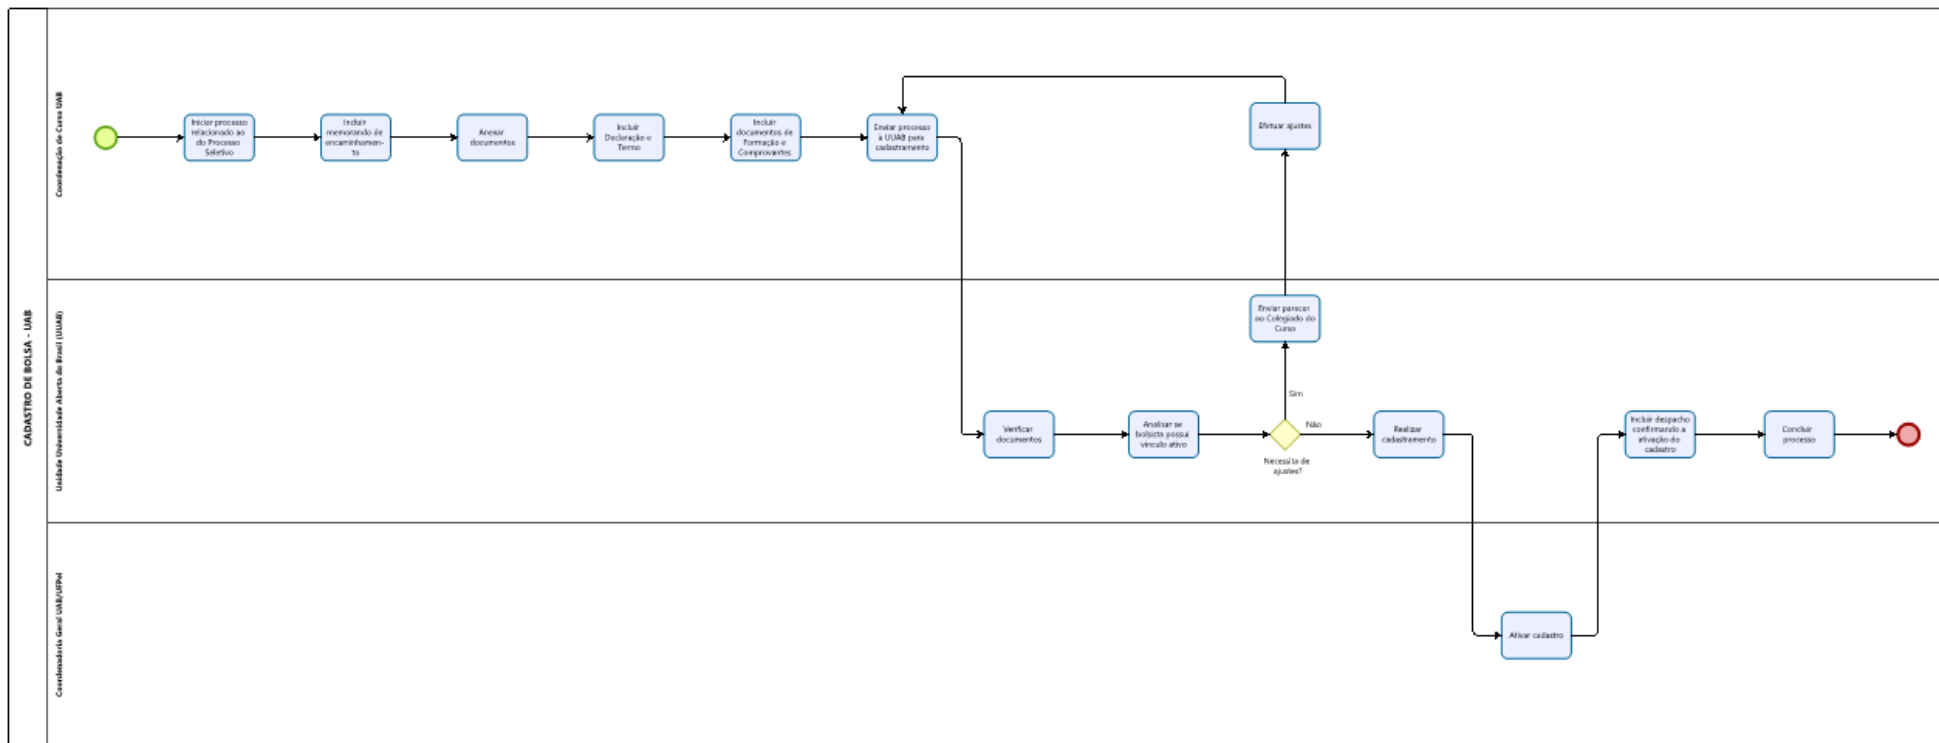 CADASTRO DE BOLSA - UAB
Coordenação de Curso UAB
Iniciar processo
relacionado ao
do Processo
Seletivo
Incluir
memorando de
encaminhamen-
to
Anexar
documentos
Incluir
Declaração e
Termo
Incluir
documentos de
Formação e
Comprovantes
Enviar processo
à UUAB para
cadastramento
Efetuar ajustes
Unidade Universidade Aberta do Brasil (UUAB)
Enviar parecer
ao Colegiado do
Curso
Sim
Verificar
documentos
Analisar se
bolsista possui
vínculo ativo
Necessita de
ajustes?
Não
Realizar
cadastramento
Incluir despacho
confirmando a
ativação do
cadastro
Concluir
processo
Coordenadoria Geral UAB/UFPel
Ativar cadastro